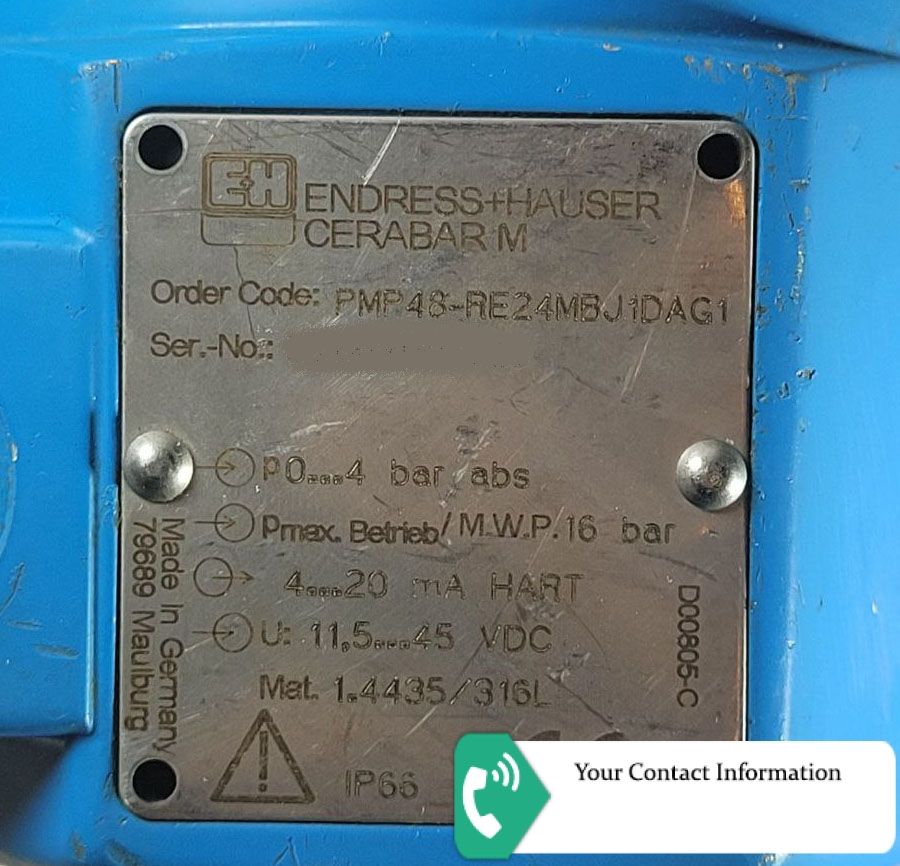 E+H
ENDRESS+HAUSER
CERABAR M
Order Code: PMP48-RE24MBJ1DAG1
Ser.-No.:
P 0...4 bar abs
Pmax. Betrieb/M.W.P. 16 bar
4...20 mA HART
U: 11,5...45 VDC
Mat. 1.4435/316L
IP66
Made in Germany
79689 Maulburg
D00805-C
Your Contact Information